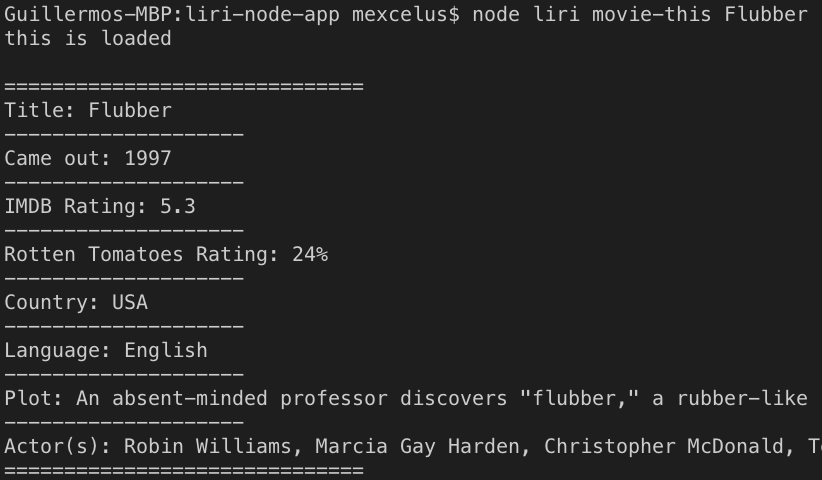 Guillermos-MBP:liri-node-app mexcelus$ node liri movie-this Flubber
this is loaded
==============================
Title: Flubber
--------------------
Came out: 1997
--------------------
IMDB Rating: 5.3
--------------------
Rotten Tomatoes Rating: 24%
--------------------
Country: USA
--------------------
Language: English
--------------------
Plot: An absent-minded professor discovers "flubber," a rubber-like
--------------------
Actor(s): Robin Williams, Marcia Gay Harden, Christopher McDonald,
==============================